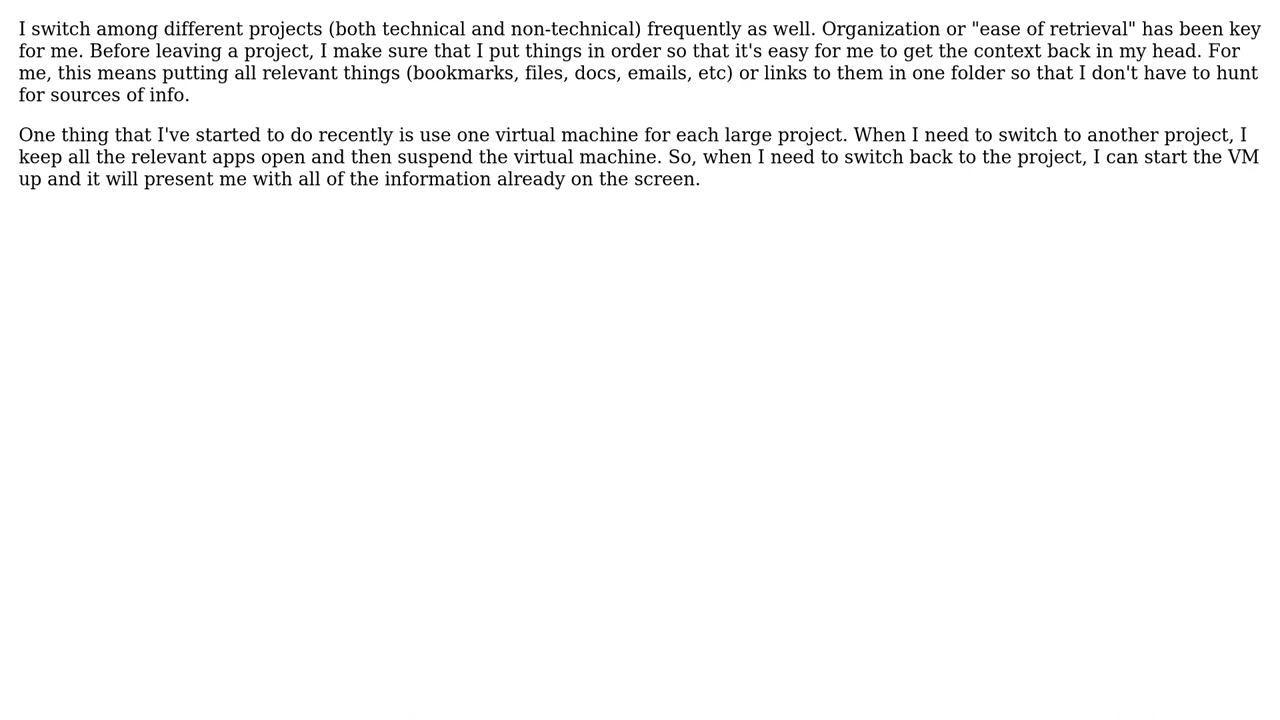 I switch among different projects (both technical and non-technical) frequently as well. Organization or "ease of retrieval" has been key
for me. Before leaving a project, I make sure that I put things in order so that it's easy for me to get the context back in my head. For
me, this means putting all relevant things (bookmarks, files, docs, emails, etc) or links to them in one folder so that I don't have to hunt
for sources of info.
One thing that I've started to do recently is use one virtual machine for each large project. When I need to switch to another project, I
keep all the relevant apps open and then suspend the virtual machine. So, when I need to switch back to the project, I can start the VM
up and it will present me with all of the information already on the screen.